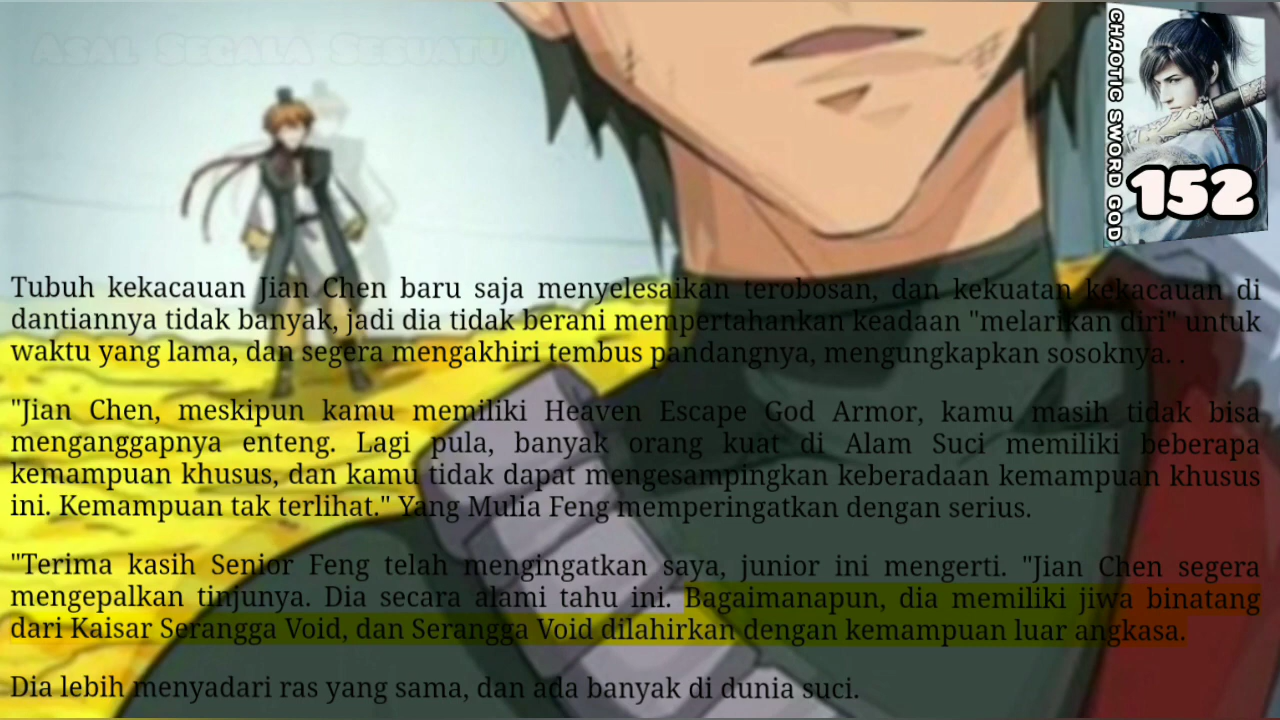 ASAL SEGALA SESUATU
CHAOTIC SWORD GOD
152
Tubuh kekacauan Jian Chen baru saja menyelesaikan terobosan, dan kekuatan kekacauan di
dantiannya tidak banyak, jadi dia tidak berani mempertahankan keadaan "melarikan diri" untuk
waktu yang lama, dan segera mengakhiri tembus pandangnya, mengungkapkan sosoknya. .
"Jian Chen, meskipun kamu memiliki Heaven Escape God Armor, kamu masih tidak bisa
menganggapnya enteng. Lagi pula, banyak orang kuat di Alam Suci memiliki beberapa
kemampuan khusus, dan kamu tidak dapat mengesampingkan keberadaan kemampuan khusus
ini. Kemampuan tak terlihat." Yang Mulia Feng memperingatkan dengan serius.
"Terima kasih Senior Feng telah mengingatkan saya, junior ini mengerti. "Jian Chen segera
mengepalkan tinjunya. Dia secara alami tahu ini. Bagaimanapun, dia memiliki jiwa binatang
dari Kaisar Serangga Void, dan Serangga Void dilahirkan dengan kemampuan luar angkasa.
Dia lebih menyadari ras yang sama, dan ada banyak di dunia suci.